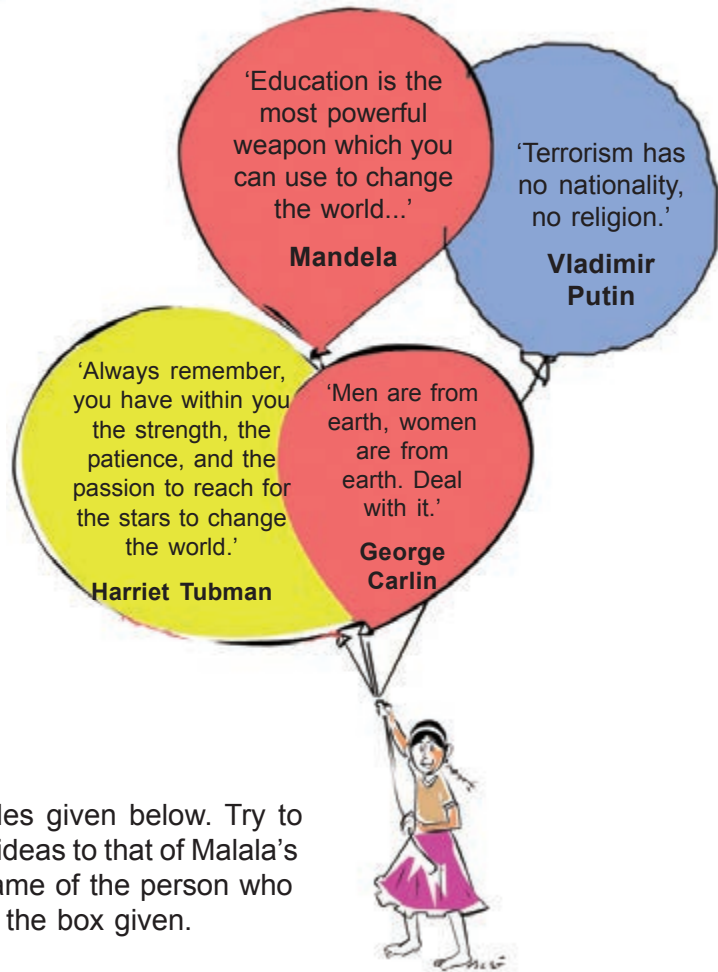 ‘Education is the
most powerful
weapon which you
can use to change
the world...’
Mandela
‘Terrorism has
no nationality,
no religion.’
Vladimir
Putin
‘Always remember,
you have within you
the strength, the
patience, and the
passion to reach for
the stars to change
the world.’
Harriet Tubman
‘Men are from
earth, women
are from
earth. Deal
with it.’
George
Carlin
les given below. Try to
ideas to that of Malala’s
ame of the person who
the box given.